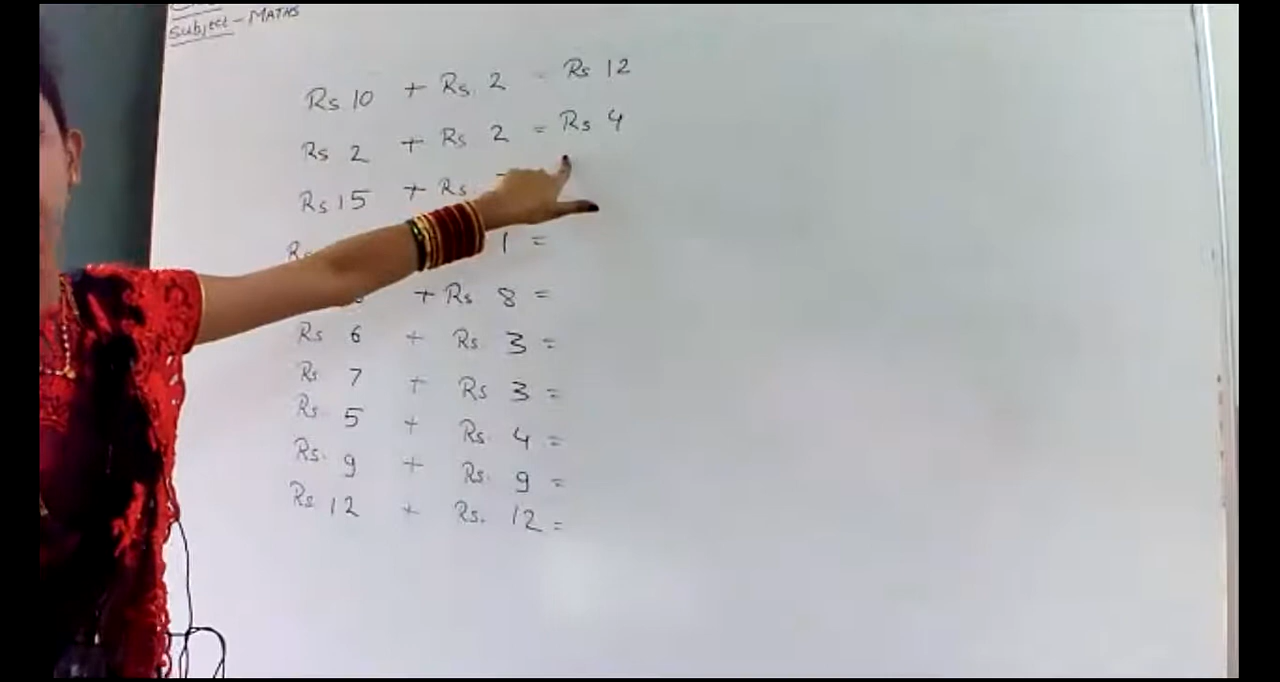 Subject - MATHS
Rs 10 + Rs. 2 = Rs 12
Rs 2 + Rs 2 = Rs 4
Rs 15 + Rs
1 =
+ Rs 8 =
Rs 6 + Rs. 3 =
Rs 7 + Rs 3 =
Rs. 5 + Rs. 4 =
Rs. 9 + Rs. 9 =
Rs 12 + Rs. 12 =